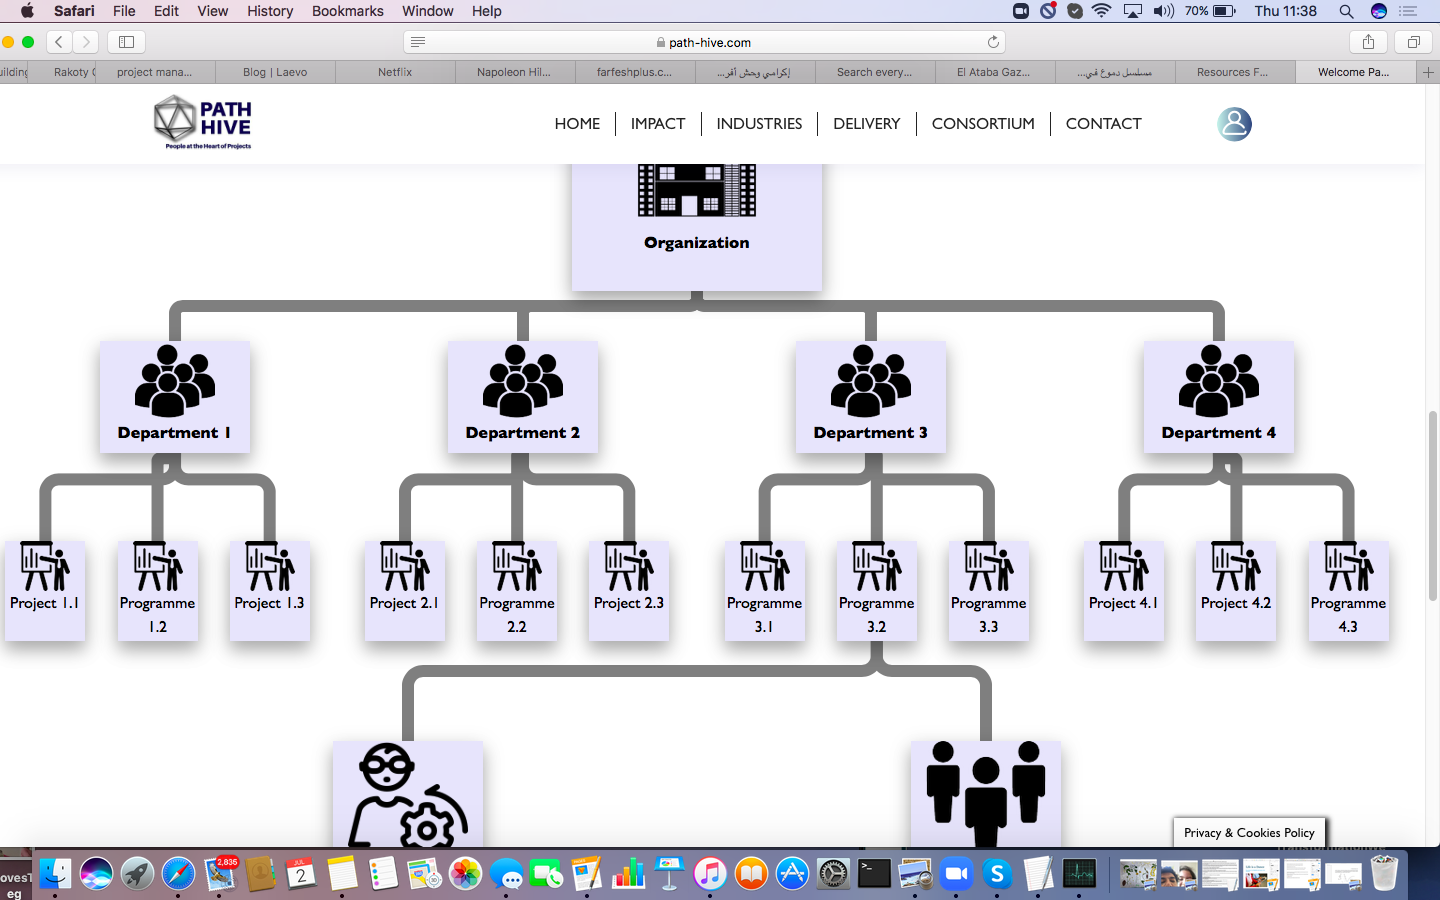 Safari File Edit View History Bookmarks Window Help 70% Thu 11:38
path-hive.com
Rakoty
project mana...
Blog | Laevo
Netflix
Napoleon Hil...
farfeshplus.c...
إكرامي وحش أفر...
Search every...
El Ataba Gaz...
مسلسل دموع في...
Resources F...
Welcome Pa...
PATH
HIVE
People at the Heart of Projects
HOME IMPACT INDUSTRIES DELIVERY CONSORTIUM CONTACT
Organization
Department 1
Department 2
Department 3
Department 4
Project 1.1
Programme
1.2
Project 1.3
Project 2.1
Programme
2.2
Project 2.3
Programme
3.1
Programme
3.2
Programme
3.3
Project 4.1
Project 4.2
Programme
4.3
Privacy & Cookies Policy
2,836
JUL
2
eg